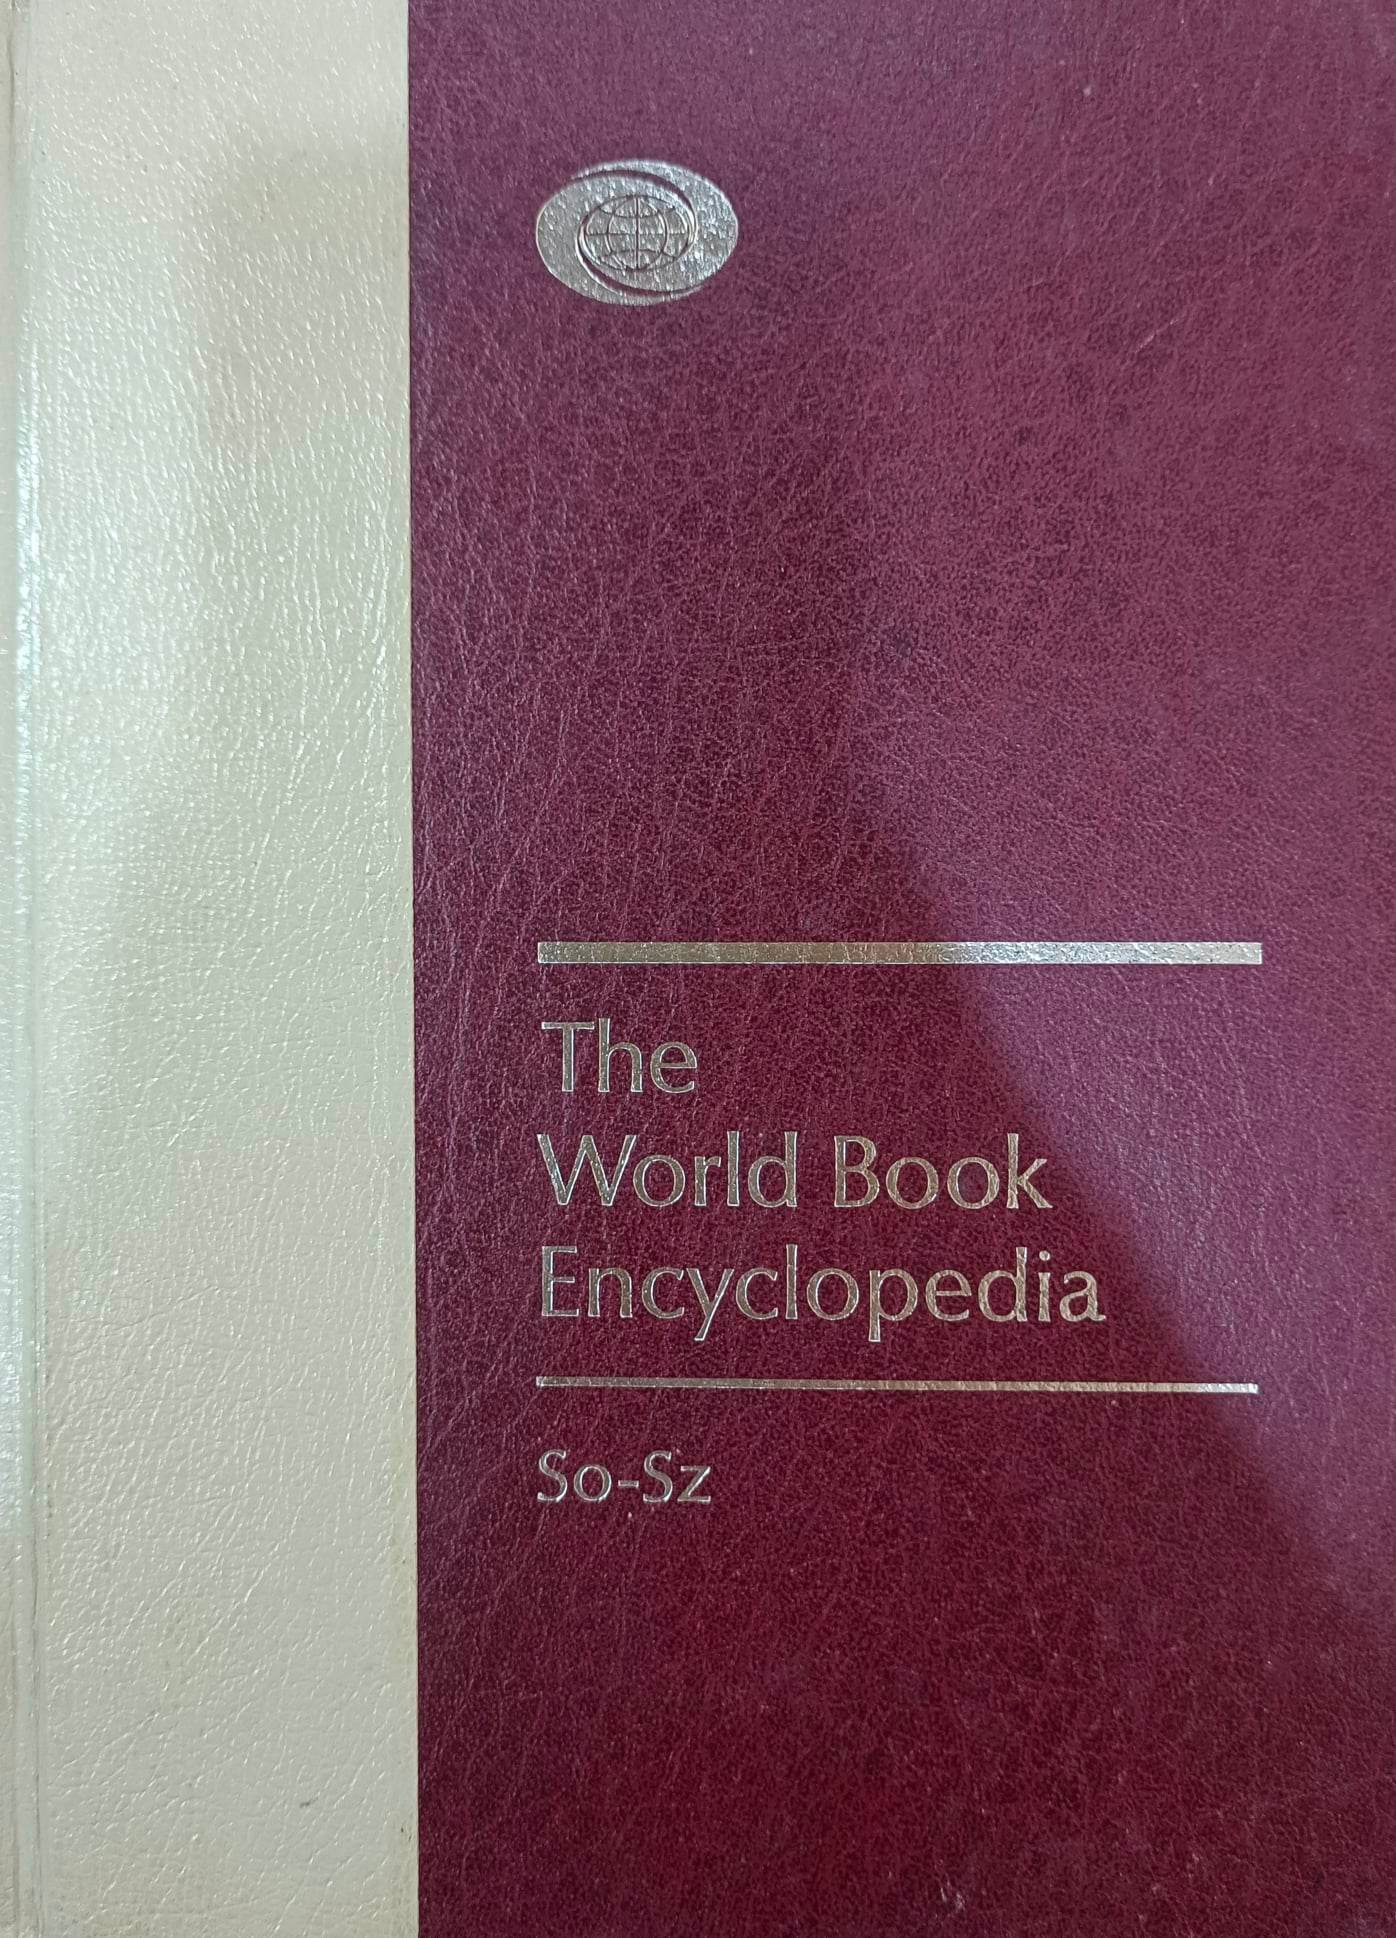 The
World Book
Encyclopedia
So-Sz